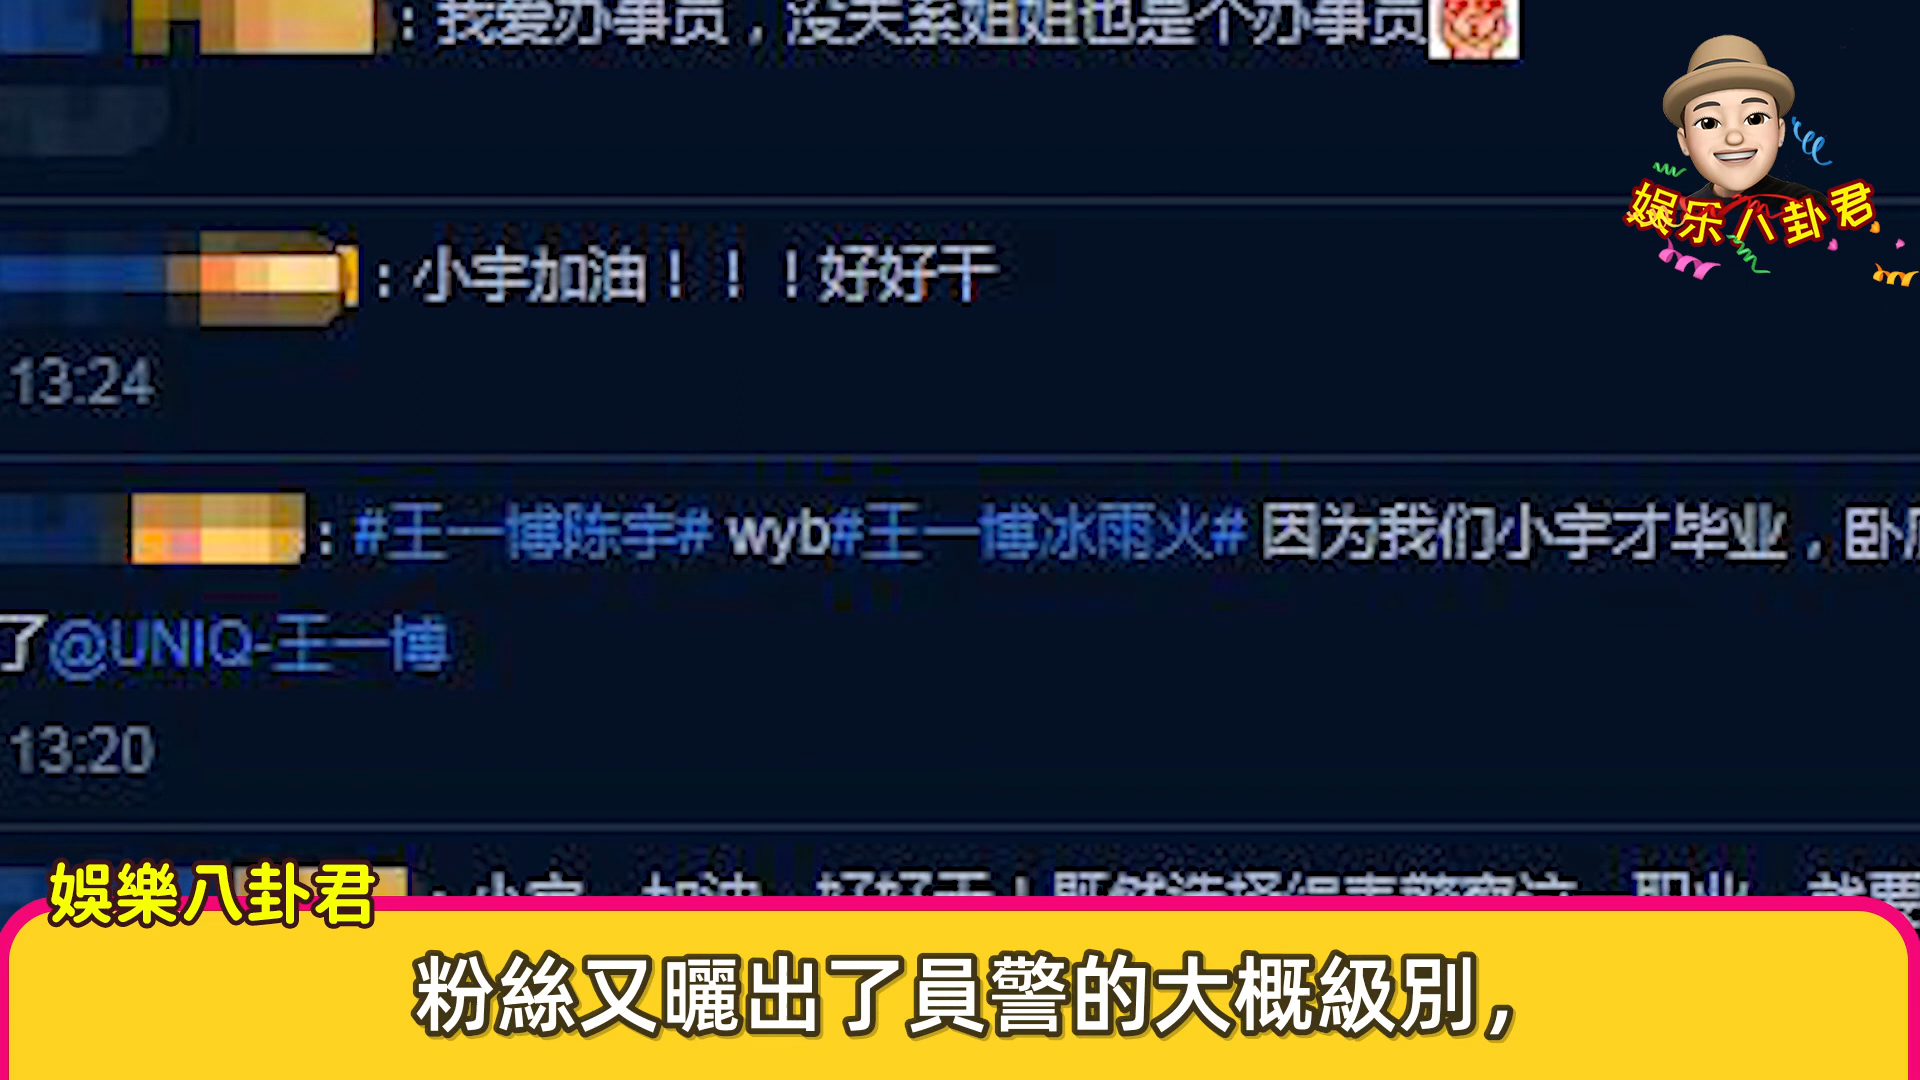 ：我爱办事员，没关系姐姐也是个办事员
娱乐八卦君
：小宇加油！！！好好干
13:24
：#王一博陈宇# wyb#王一博冰雨火# 因为我们小宇才毕业，卧
了@UNIQ-王一博
13:20
娛樂八卦君
粉絲又曬出了員警的大概級別，